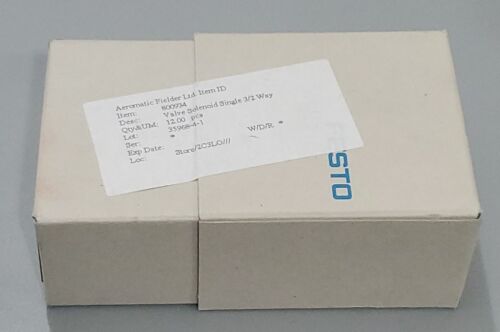 Aeromatic Fielder Ltd Item ID
Item: 800934
Desc: Valve Solenoid Single 3/2 Way
Qty&UM: 12.00 pcs
Lot: 35968-4-1
Ser: *
Exp Date: W/D/R *
Loc: Store/2C3LO///
FESTO